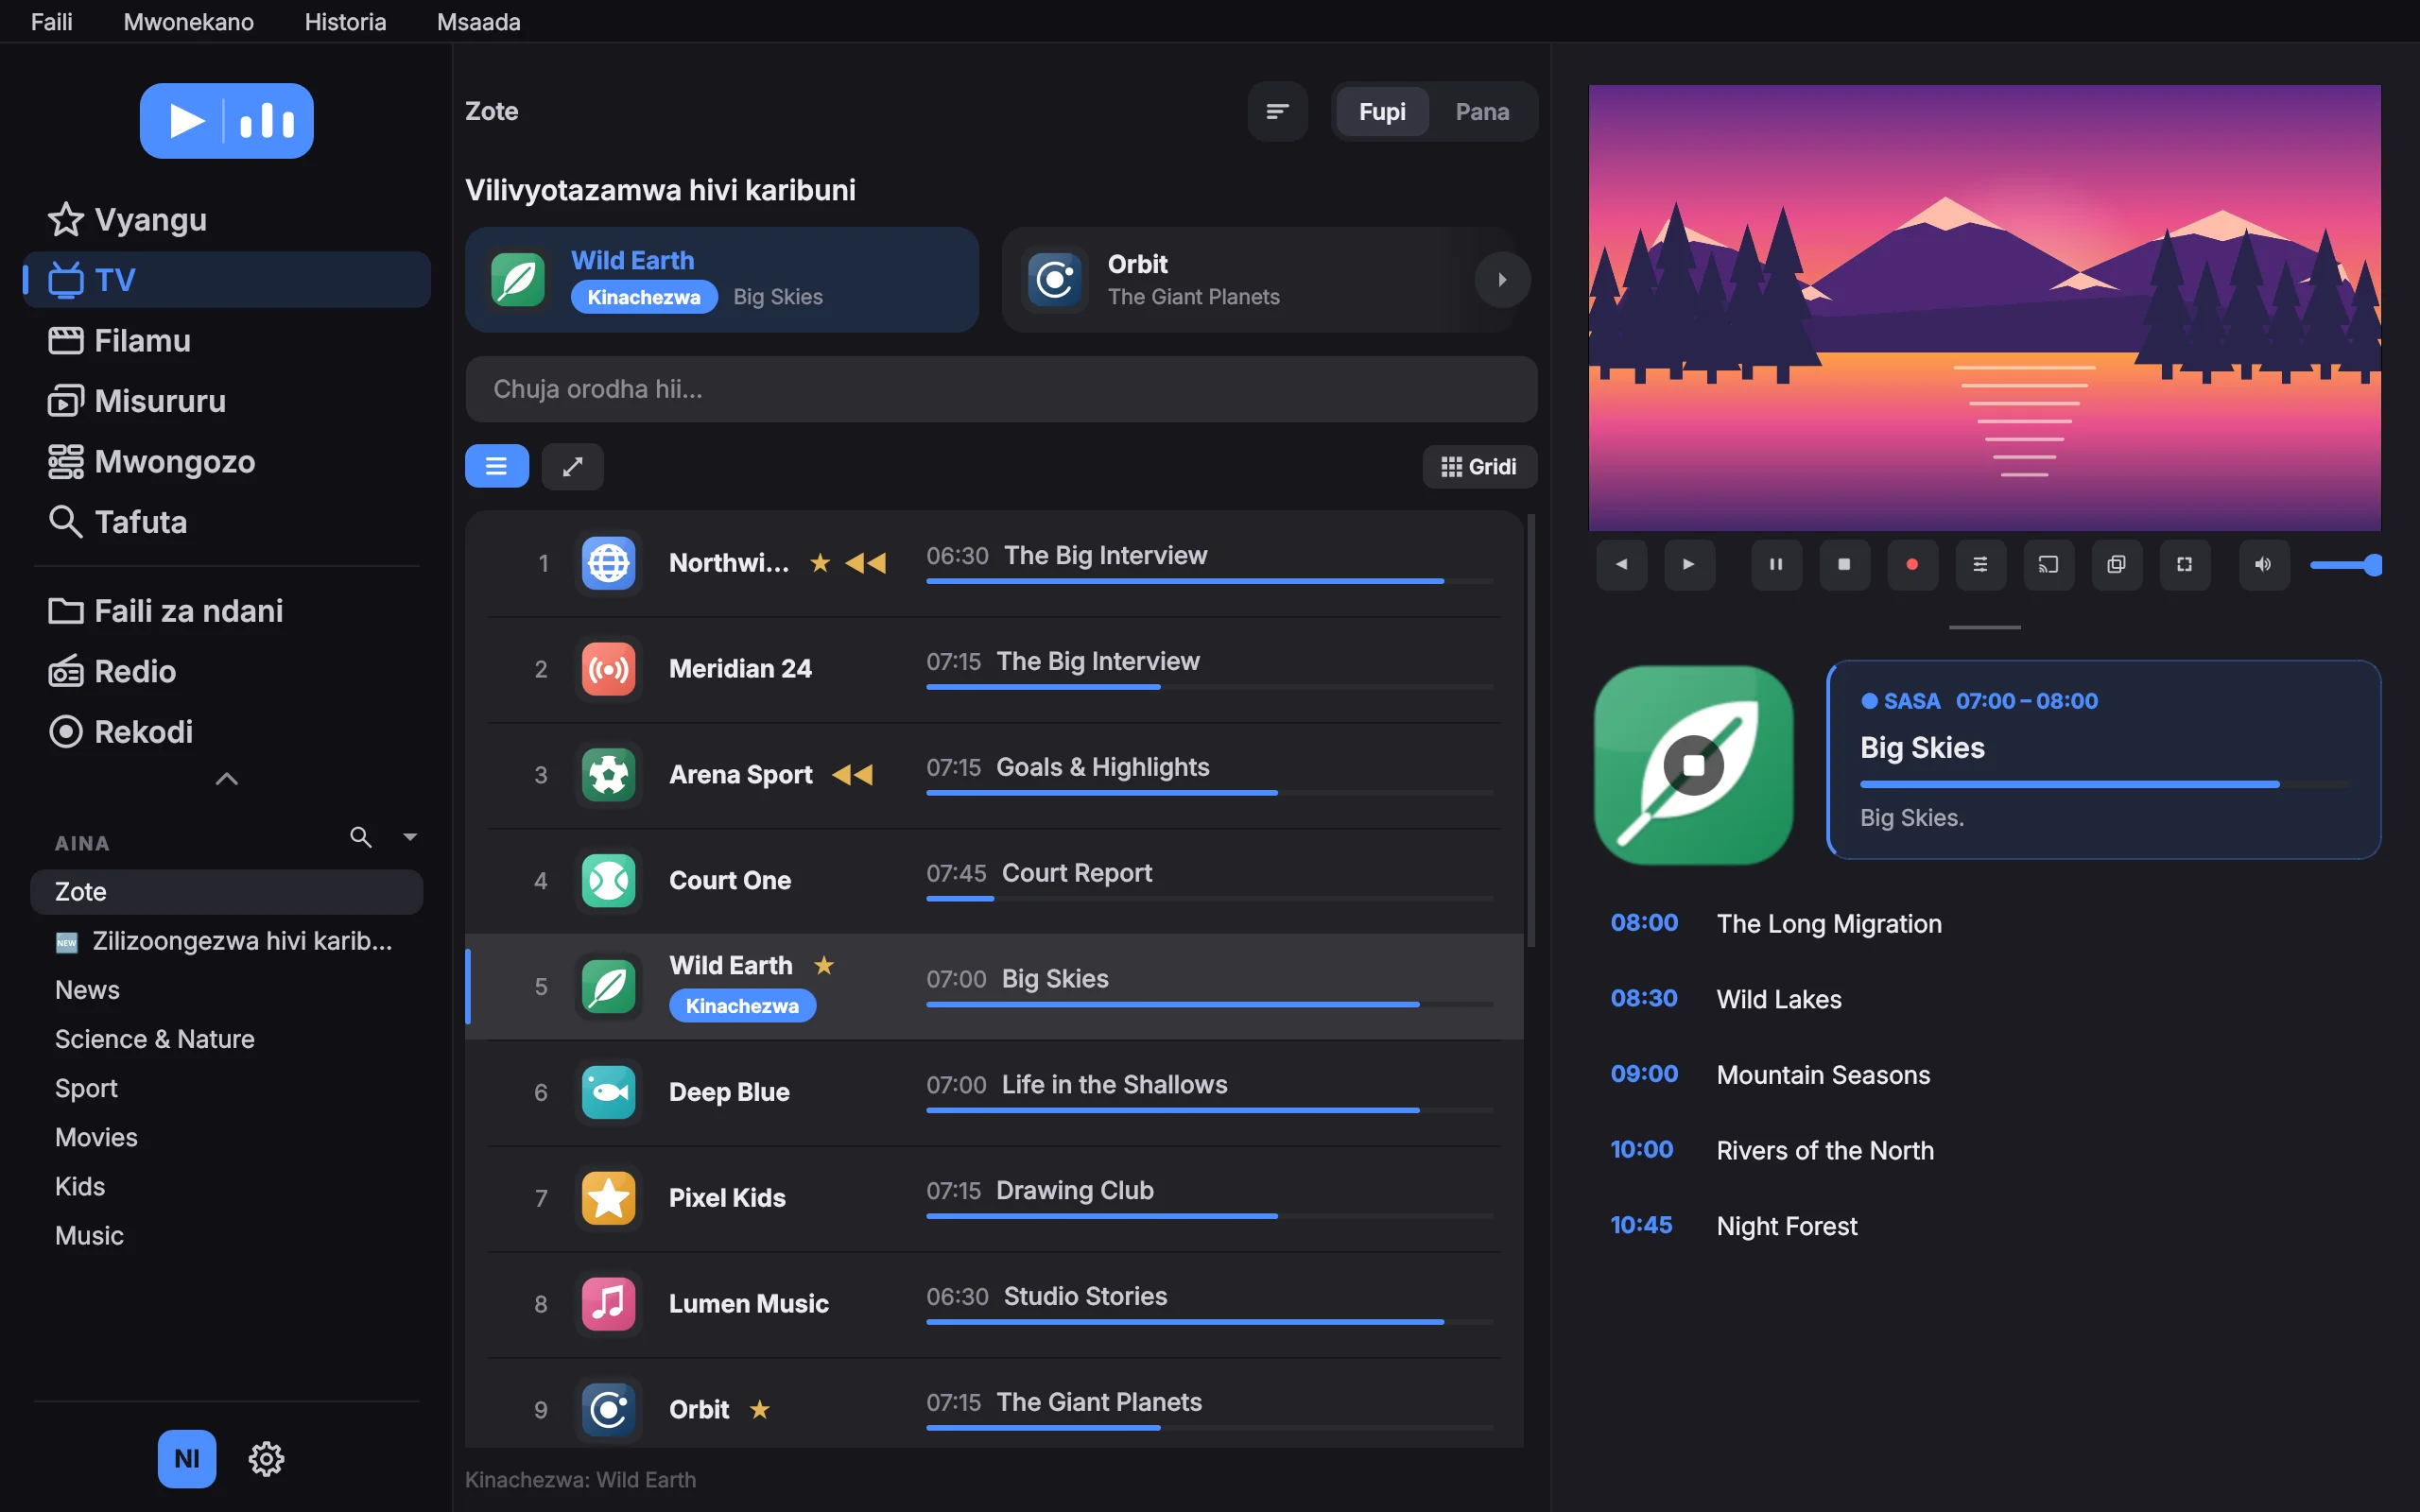 Faili Mwonekano Historia Msaada
Vyangu
TV
Filamu
Misururu
Mwongozo
Tafuta
Faili za ndani
Redio
Rekodi
AINA
Zote
NEW Zilizoongezwa hivi karib...
News
Science & Nature
Sport
Movies
Kids
Music
NI
Zote
Fupi Pana
Vilivyotazamwa hivi karibuni
Wild Earth
Kinachezwa Big Skies
Orbit
The Giant Planets
Chuja orodha hii...
Gridi
1 Northwi... 06:30 The Big Interview
2 Meridian 24 07:15 The Big Interview
3 Arena Sport 07:15 Goals & Highlights
4 Court One 07:45 Court Report
5 Wild Earth 07:00 Big Skies
Kinachezwa
6 Deep Blue 07:00 Life in the Shallows
7 Pixel Kids 07:15 Drawing Club
8 Lumen Music 06:30 Studio Stories
9 Orbit 07:15 The Giant Planets
Kinachezwa: Wild Earth
SASA 07:00 – 08:00
Big Skies
Big Skies.
08:00 The Long Migration
08:30 Wild Lakes
09:00 Mountain Seasons
10:00 Rivers of the North
10:45 Night Forest